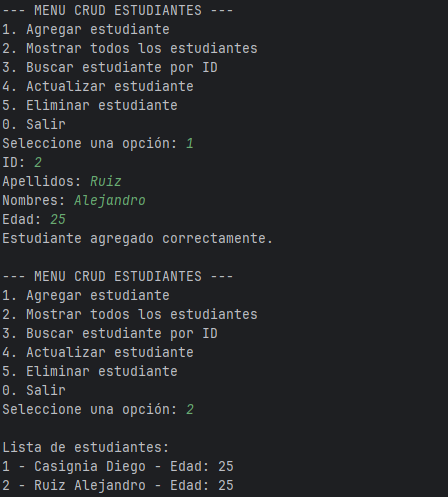 --- MENU CRUD ESTUDIANTES ---
1. Agregar estudiante
2. Mostrar todos los estudiantes
3. Buscar estudiante por ID
4. Actualizar estudiante
5. Eliminar estudiante
0. Salir
Seleccione una opción: 1
ID: 2
Apellidos: Ruiz
Nombres: Alejandro
Edad: 25
Estudiante agregado correctamente.

--- MENU CRUD ESTUDIANTES ---
1. Agregar estudiante
2. Mostrar todos los estudiantes
3. Buscar estudiante por ID
4. Actualizar estudiante
5. Eliminar estudiante
0. Salir
Seleccione una opción: 2

Lista de estudiantes:
1 - Casignia Diego - Edad: 25
2 - Ruiz Alejandro - Edad: 25